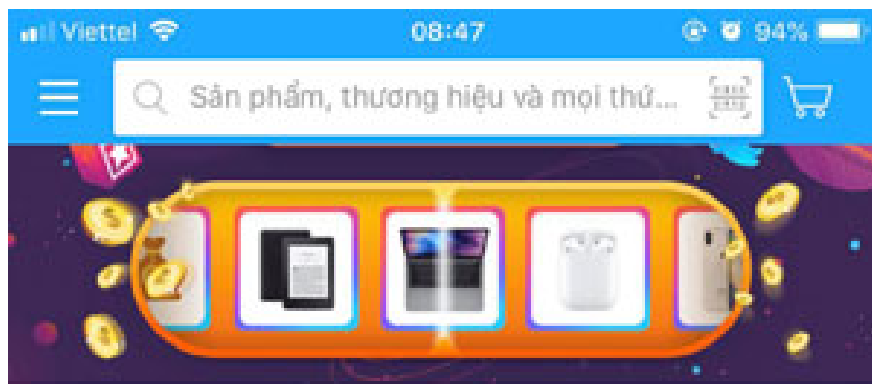 Viettel 08:47 94%
Sản phẩm, thương hiệu và mọi thứ...